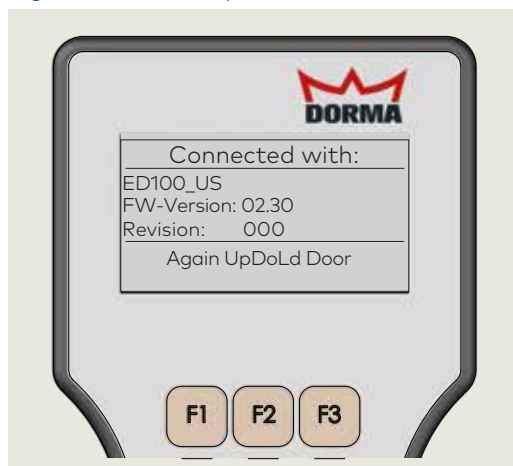 DORMA
Connected with:
ED100_US
FW-Version: 02.30
Revision: 000
Again UpDoLd Door
F1 F2 F3